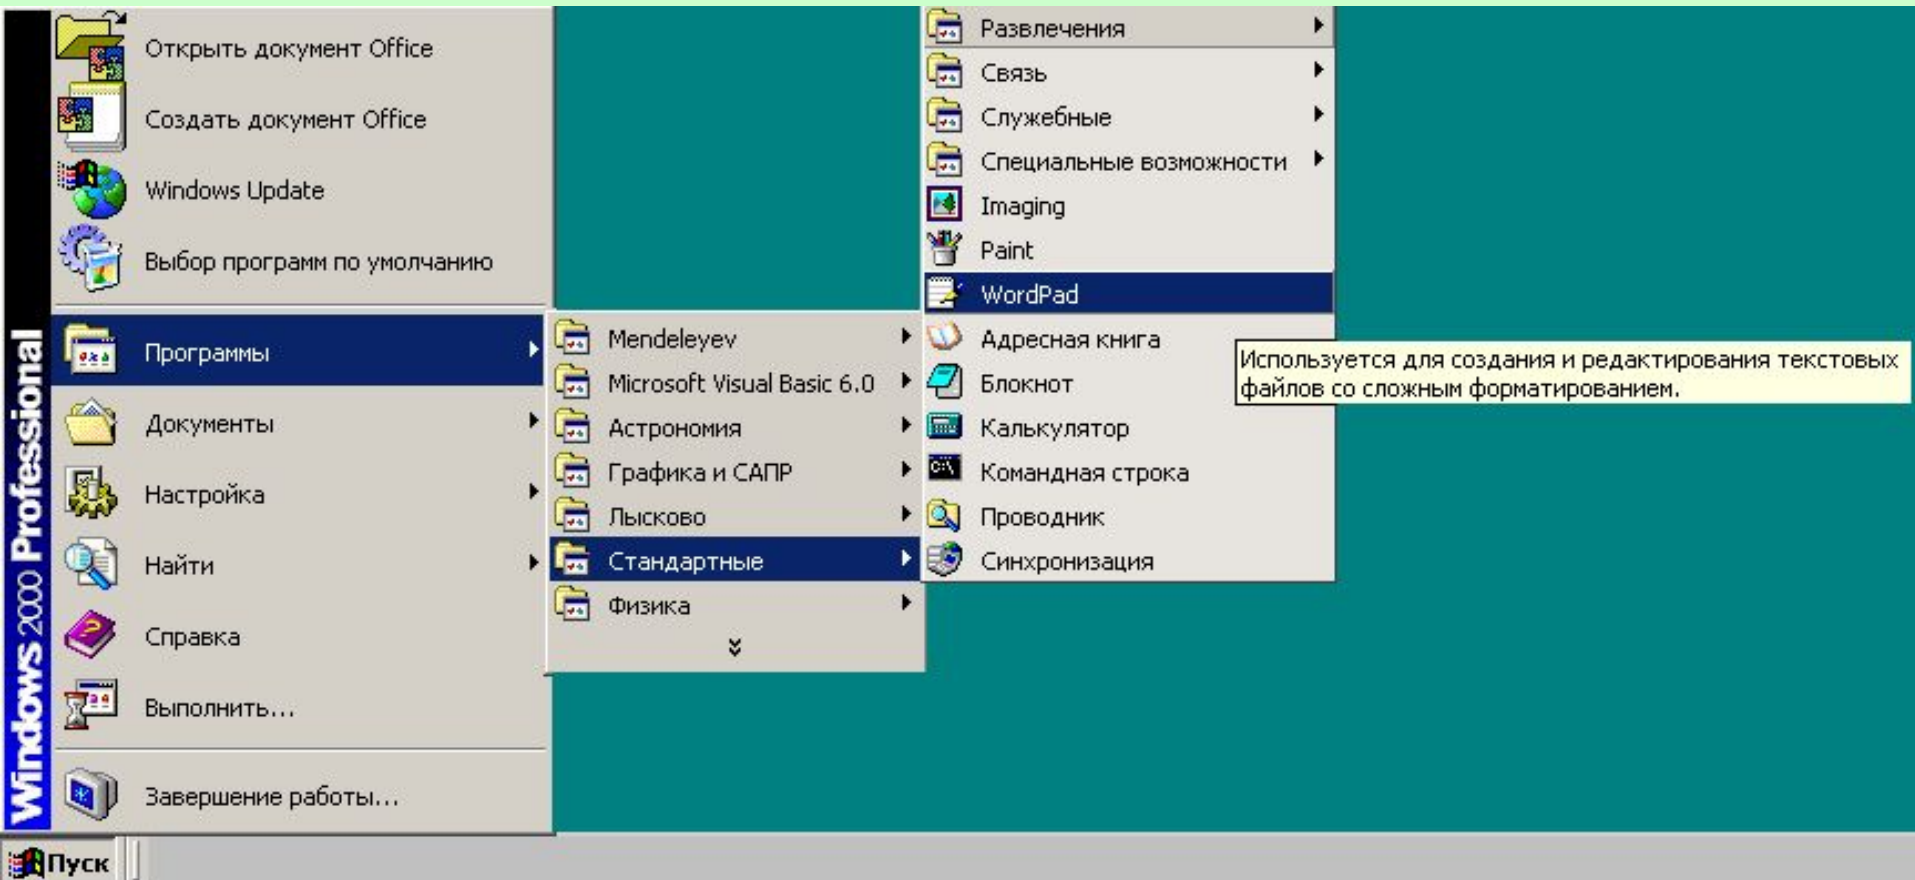 Открыть документ Office
Создать документ Office
Windows Update
Выбор программ по умолчанию
Программы
Документы
Настройка
Найти
Справка
Выполнить...
Завершение работы...
Windows 2000 Professional
Пуск
Mendeleyev
Microsoft Visual Basic 6.0
Астрономия
Графика и САПР
Лысково
Стандартные
Физика
Развлечения
Связь
Служебные
Специальные возможности
Imaging
Paint
WordPad
Адресная книга
Блокнот
Калькулятор
Командная строка
Проводник
Синхронизация
Используется для создания и редактирования текстовых
файлов со сложным форматированием.